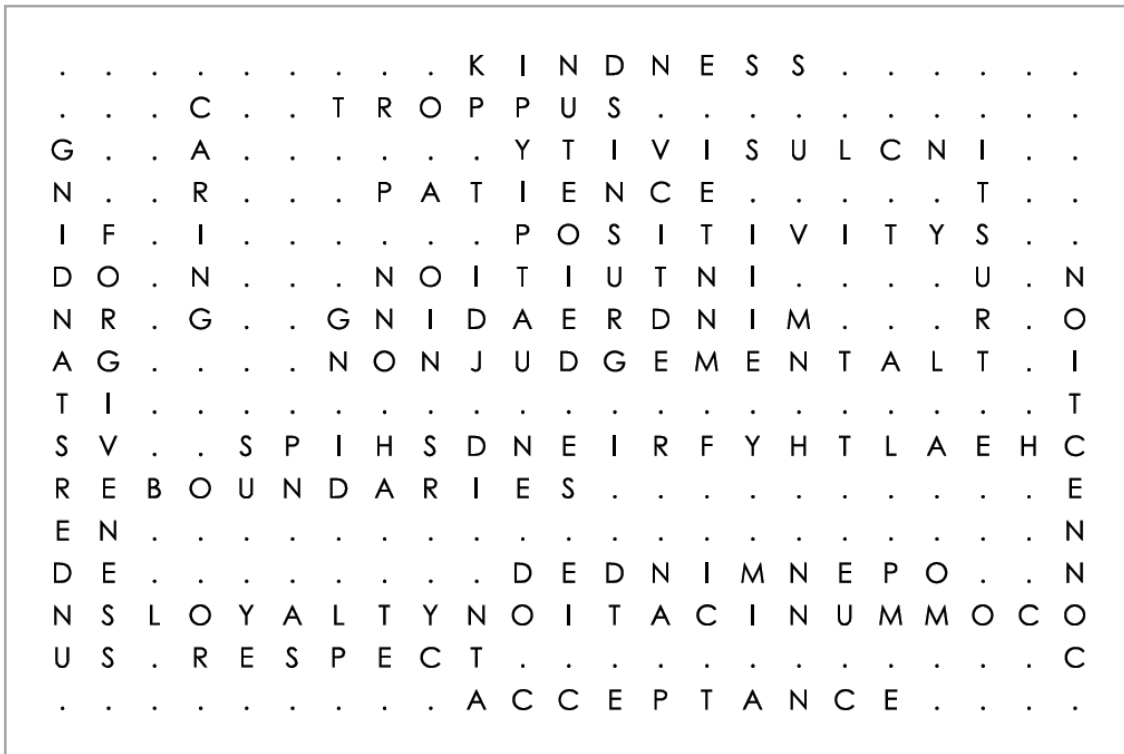 . . . . . . . . . K I N D N E S S . . . . . .
. . . C . . T R O P P U S . . . . . . . . . .
G . . A . . . . . . Y T I V I S U L C N I . .
N . . R . . . P A T I E N C E . . . . . T . .
I F . I . . . . . . P O S I T I V I T Y S . .
D O . N . . . N O I T I U T N I . . . . U . N
N R . G . . G N I D A E R D N I M . . . R . O
A G . . . . N O N J U D G E M E N T A L T . I
T I . . . . . . . . . . . . . . . . . . . . T
S V . . S P I H S D N E I R F Y H T L A E H C
R E B O U N D A R I E S . . . . . . . . . . E
E N . . . . . . . . . . . . . . . . . . . . N
D E . . . . . . . . D E D N I M N E P O . . N
N S L O Y A L T Y N O I T A C I N U M M O C O
U S . R E S P E C T . . . . . . . . . . . . C
. . . . . . . . . A C C E P T A N C E . . . .